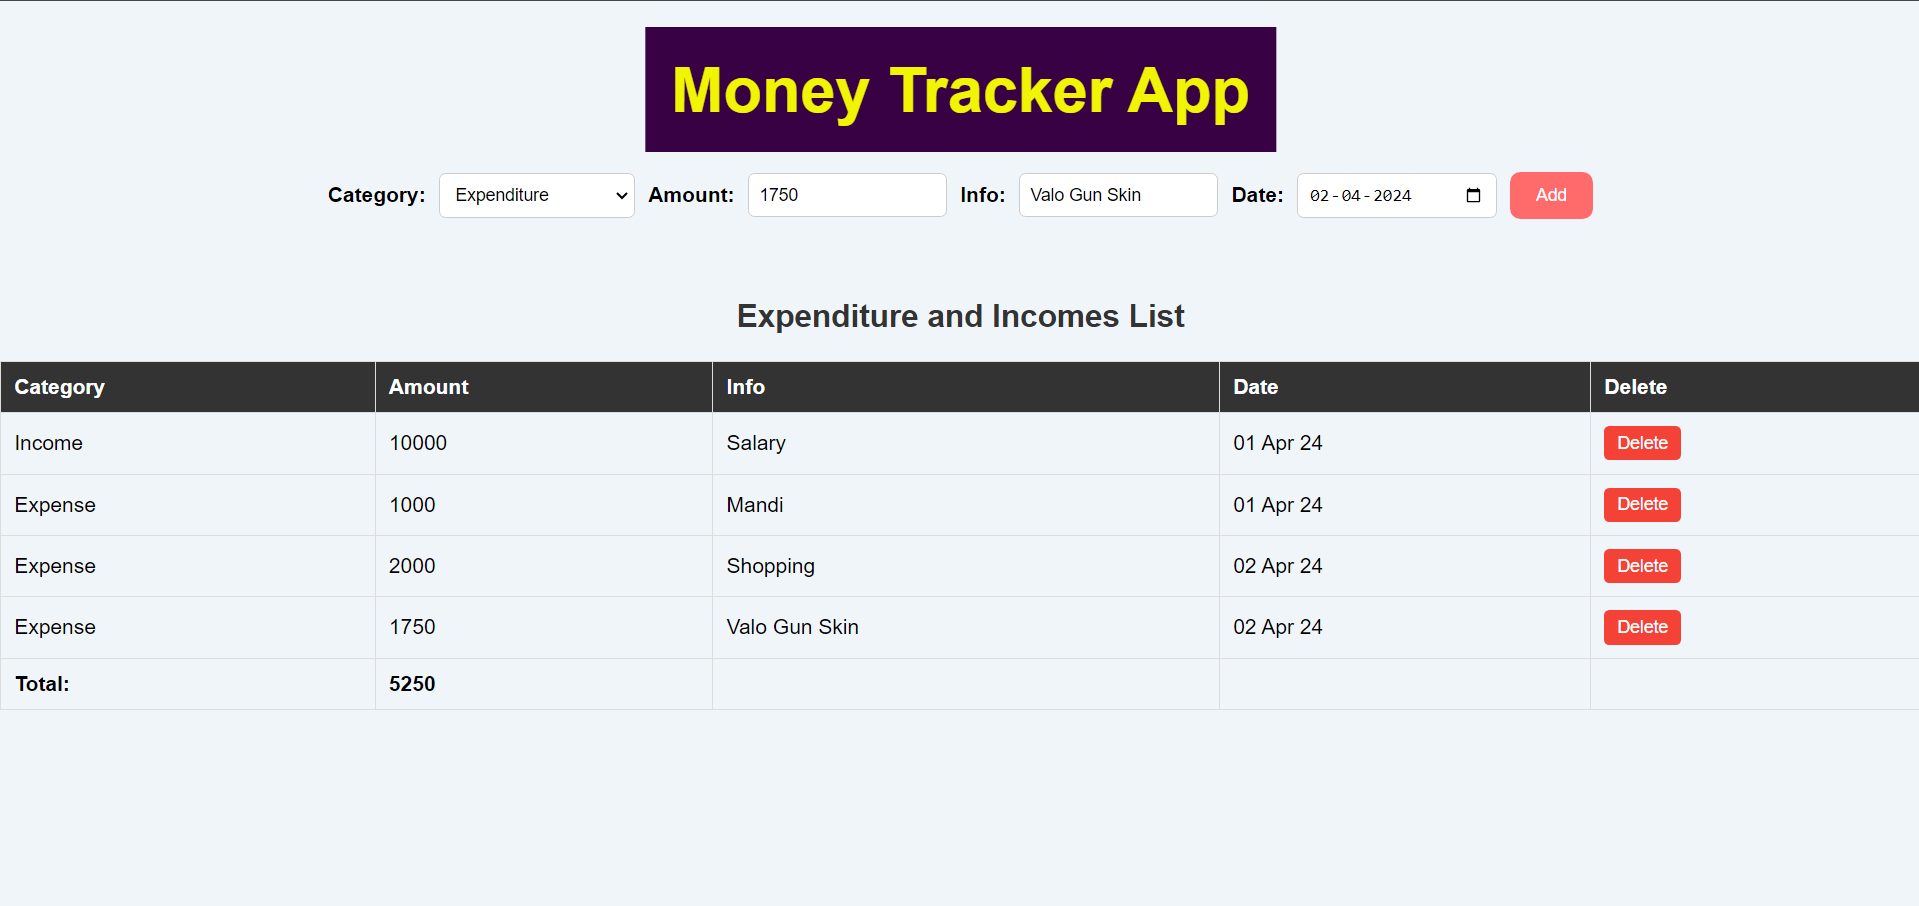 Money Tracker App
Category: Expenditure Amount: 1750 Info: Valo Gun Skin Date: 02-04-2024 Add
Expenditure and Incomes List
Category Amount Info Date Delete
Income 10000 Salary 01 Apr 24 Delete
Expense 1000 Mandi 01 Apr 24 Delete
Expense 2000 Shopping 02 Apr 24 Delete
Expense 1750 Valo Gun Skin 02 Apr 24 Delete
Total: 5250